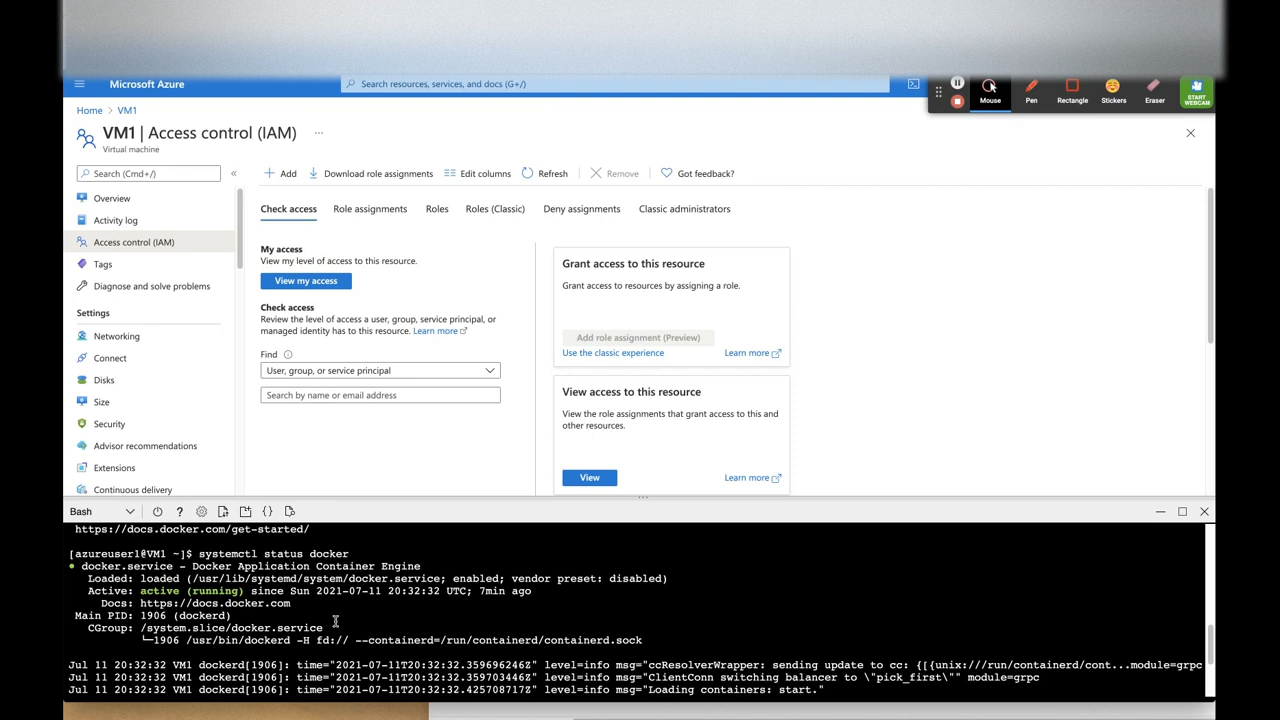 Microsoft Azure
Search resources, services, and docs (G+/)
Mouse
Pen
Rectangle
Stickers
Eraser
START
WEBCAM
Home > VM1
VM1 | Access control (IAM) ...
Virtual machine
Search (Cmd+/)
«
Add
Download role assignments
Edit columns
Refresh
Remove
Got feedback?
Overview
Activity log
Access control (IAM)
Tags
Diagnose and solve problems
Settings
Networking
Connect
Disks
Size
Security
Advisor recommendations
Extensions
Continuous delivery
Check access
Role assignments
Roles
Roles (Classic)
Deny assignments
Classic administrators
My access
View my level of access to this resource.
View my access
Check access
Review the level of access a user, group, service principal, or
managed identity has to this resource. Learn more
Find
User, group, or service principal
Search by name or email address
Grant access to this resource
Grant access to resources by assigning a role.
Add role assignment (Preview)
Use the classic experience
Learn more
View access to this resource
View the role assignments that grant access to this and
other resources.
View
Learn more
Bash
https://docs.docker.com/get-started/
[azureuser1@VM1 ~]$ systemctl status docker
● docker.service - Docker Application Container Engine
Loaded: loaded (/usr/lib/systemd/system/docker.service; enabled; vendor preset: disabled)
Active: active (running) since Sun 2021-07-11 20:32:32 UTC; 7min ago
Docs: https://docs.docker.com
Main PID: 1906 (dockerd)
CGroup: /system.slice/docker.service
└─1906 /usr/bin/dockerd -H fd:// --containerd=/run/containerd/containerd.sock
Jul 11 20:32:32 VM1 dockerd[1906]: time="2021-07-11T20:32:32.359696246Z" level=info msg="ccResolverWrapper: sending update to cc: {[{unix:///run/containerd/cont...module=grpc
Jul 11 20:32:32 VM1 dockerd[1906]: time="2021-07-11T20:32:32.359703446Z" level=info msg="ClientConn switching balancer to \"pick_first\"" module=grpc
Jul 11 20:32:32 VM1 dockerd[1906]: time="2021-07-11T20:32:32.425708717Z" level=info msg="Loading containers: start."